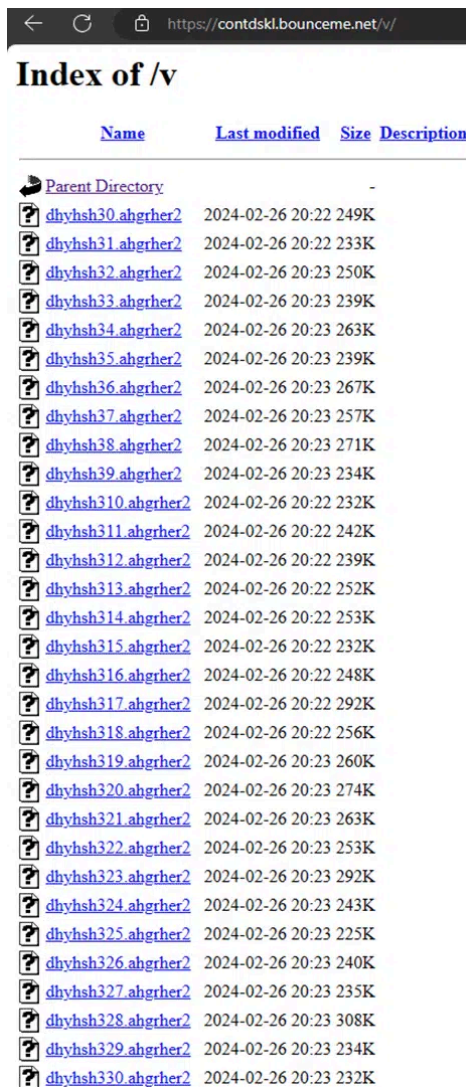 https://contdskl.bounceme.net/v/
Index of /v
Name Last modified Size Description
Parent Directory -
dhyhsh30.ahgrher2 2024-02-26 20:22 249K
dhyhsh31.ahgrher2 2024-02-26 20:22 233K
dhyhsh32.ahgrher2 2024-02-26 20:23 250K
dhyhsh33.ahgrher2 2024-02-26 20:23 239K
dhyhsh34.ahgrher2 2024-02-26 20:23 263K
dhyhsh35.ahgrher2 2024-02-26 20:23 239K
dhyhsh36.ahgrher2 2024-02-26 20:23 267K
dhyhsh37.ahgrher2 2024-02-26 20:23 257K
dhyhsh38.ahgrher2 2024-02-26 20:23 271K
dhyhsh39.ahgrher2 2024-02-26 20:23 234K
dhyhsh310.ahgrher2 2024-02-26 20:22 232K
dhyhsh311.ahgrher2 2024-02-26 20:22 242K
dhyhsh312.ahgrher2 2024-02-26 20:22 239K
dhyhsh313.ahgrher2 2024-02-26 20:22 252K
dhyhsh314.ahgrher2 2024-02-26 20:22 253K
dhyhsh315.ahgrher2 2024-02-26 20:22 232K
dhyhsh316.ahgrher2 2024-02-26 20:22 248K
dhyhsh317.ahgrher2 2024-02-26 20:22 292K
dhyhsh318.ahgrher2 2024-02-26 20:22 256K
dhyhsh319.ahgrher2 2024-02-26 20:23 260K
dhyhsh320.ahgrher2 2024-02-26 20:23 274K
dhyhsh321.ahgrher2 2024-02-26 20:23 263K
dhyhsh322.ahgrher2 2024-02-26 20:23 253K
dhyhsh323.ahgrher2 2024-02-26 20:23 292K
dhyhsh324.ahgrher2 2024-02-26 20:23 243K
dhyhsh325.ahgrher2 2024-02-26 20:23 225K
dhyhsh326.ahgrher2 2024-02-26 20:23 240K
dhyhsh327.ahgrher2 2024-02-26 20:23 235K
dhyhsh328.ahgrher2 2024-02-26 20:23 308K
dhyhsh329.ahgrher2 2024-02-26 20:23 234K
dhyhsh330.ahgrher2 2024-02-26 20:23 232K